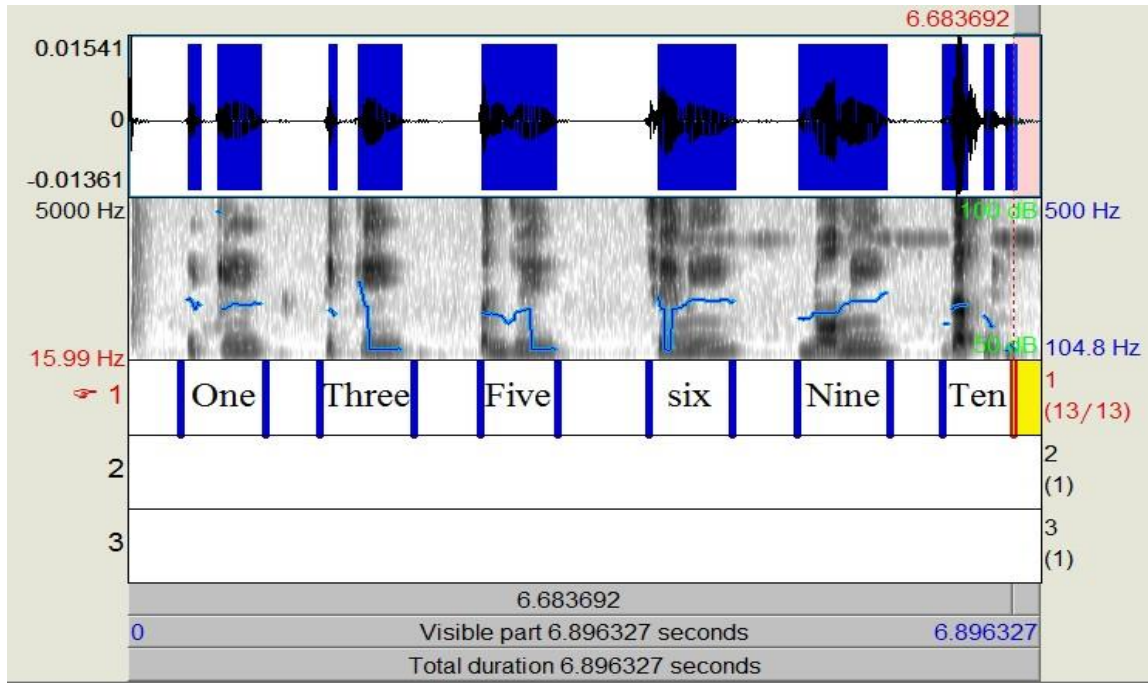 6.683692
0.01541
0
-0.01361
5000 Hz 100 dB 500 Hz
15.99 Hz 50 dB 104.8 Hz
☞ 1 One Three Five six Nine Ten 1
(13/13)
2 2
(1)
3 3
(1)
6.683692
0 Visible part 6.896327 seconds 6.896327
Total duration 6.896327 seconds